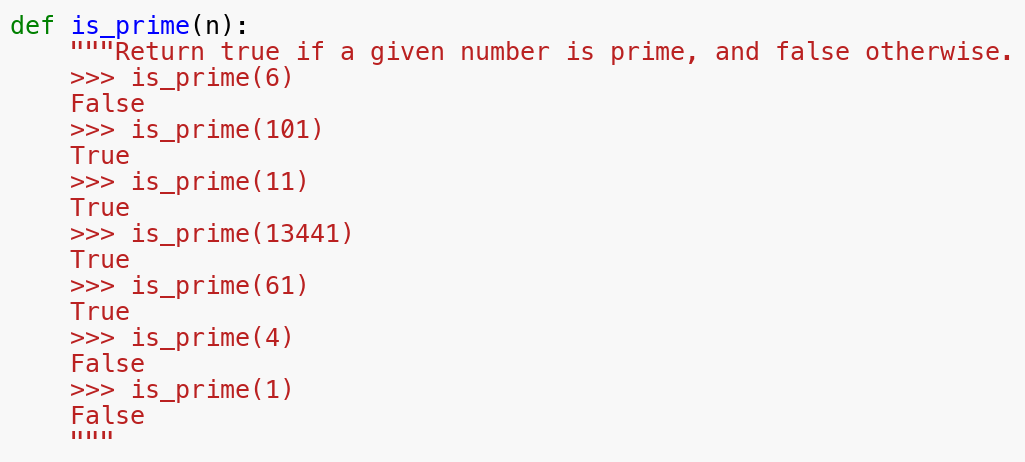 def is_prime(n):
    """Return true if a given number is prime, and false otherwise.
    >>> is_prime(6)
    False
    >>> is_prime(101)
    True
    >>> is_prime(11)
    True
    >>> is_prime(13441)
    True
    >>> is_prime(61)
    True
    >>> is_prime(4)
    False
    >>> is_prime(1)
    False
    """